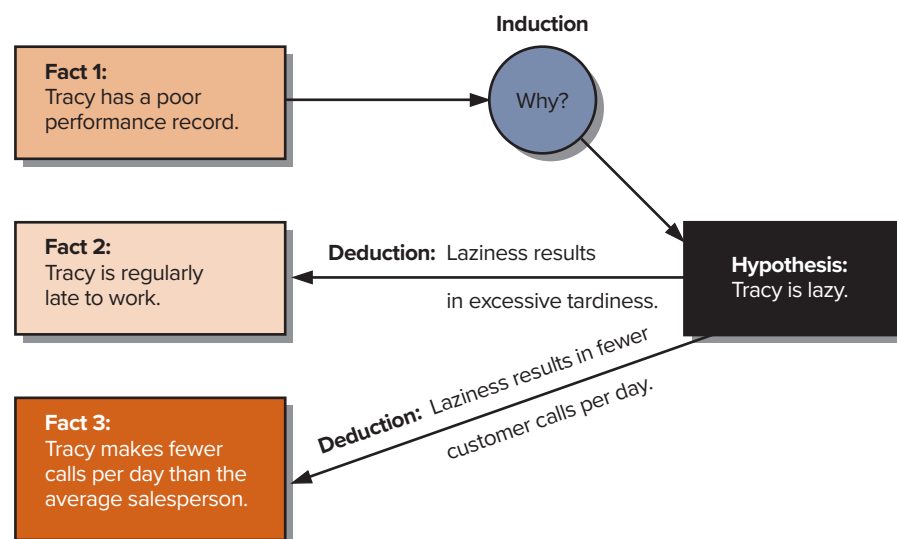 Induction
Fact 1:
Tracy has a poor
performance record.
Why?
Fact 2:
Tracy is regularly
late to work.
Deduction: Laziness results
in excessive tardiness.
Hypothesis:
Tracy is lazy.
Deduction: Laziness results in fewer
customer calls per day.
Fact 3:
Tracy makes fewer
calls per day than the
average salesperson.